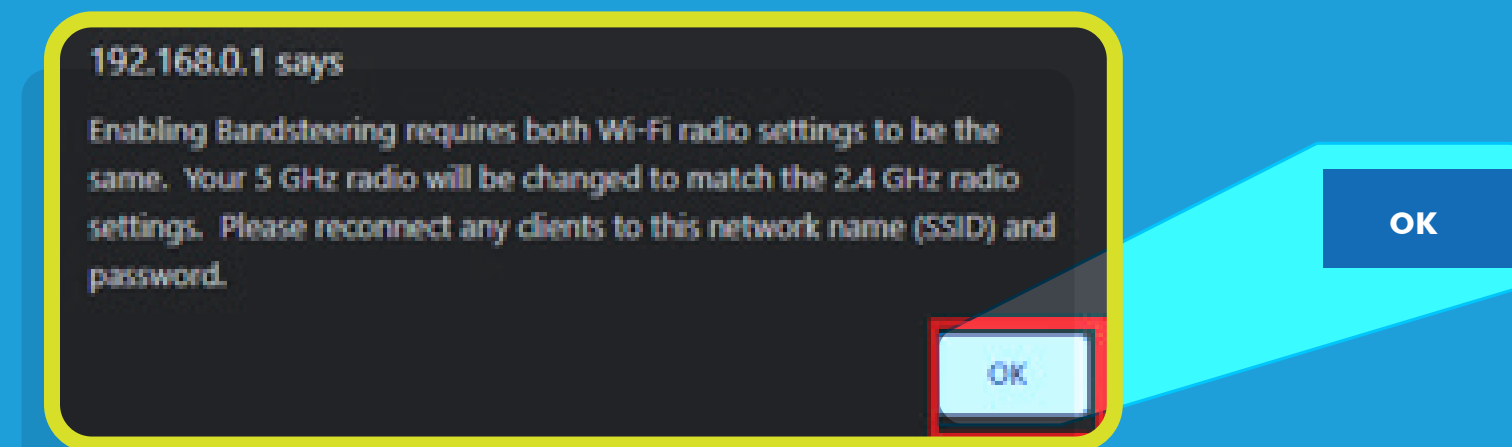 192.168.0.1 says
Enabling Bandsteering requires both Wi-Fi radio settings to be the
same. Your 5 GHz radio will be changed to match the 2.4 GHz radio
settings. Please reconnect any clients to this network name (SSID) and
password.
OK
OK